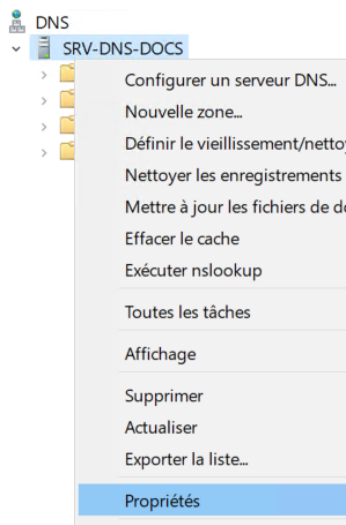 DNS
SRV-DNS-DOCS
Configurer un serveur DNS...
Nouvelle zone...
Définir le vieillissement/netto
Nettoyer les enregistrements
Mettre à jour les fichiers de d
Effacer le cache
Exécuter nslookup
Toutes les tâches
Affichage
Supprimer
Actualiser
Exporter la liste...
Propriétés